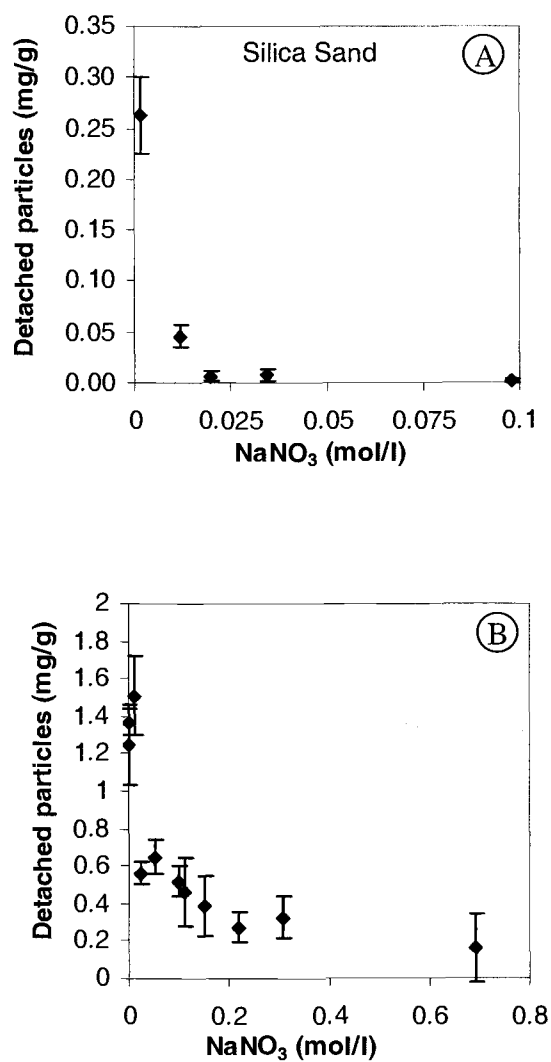 0.35
Silica Sand
A
0.30
0.25
0.20
0.15
0.10
0.05
0.00
0 0.025 0.05 0.075 0.1
Detached particles (mg/g)
NaNO₃ (mol/l)
2
B
1.8
1.6
1.4
1.2
1
0.8
0.6
0.4
0.2
0
0 0.2 0.4 0.6 0.8
Detached particles (mg/g)
NaNO₃ (mol/l)